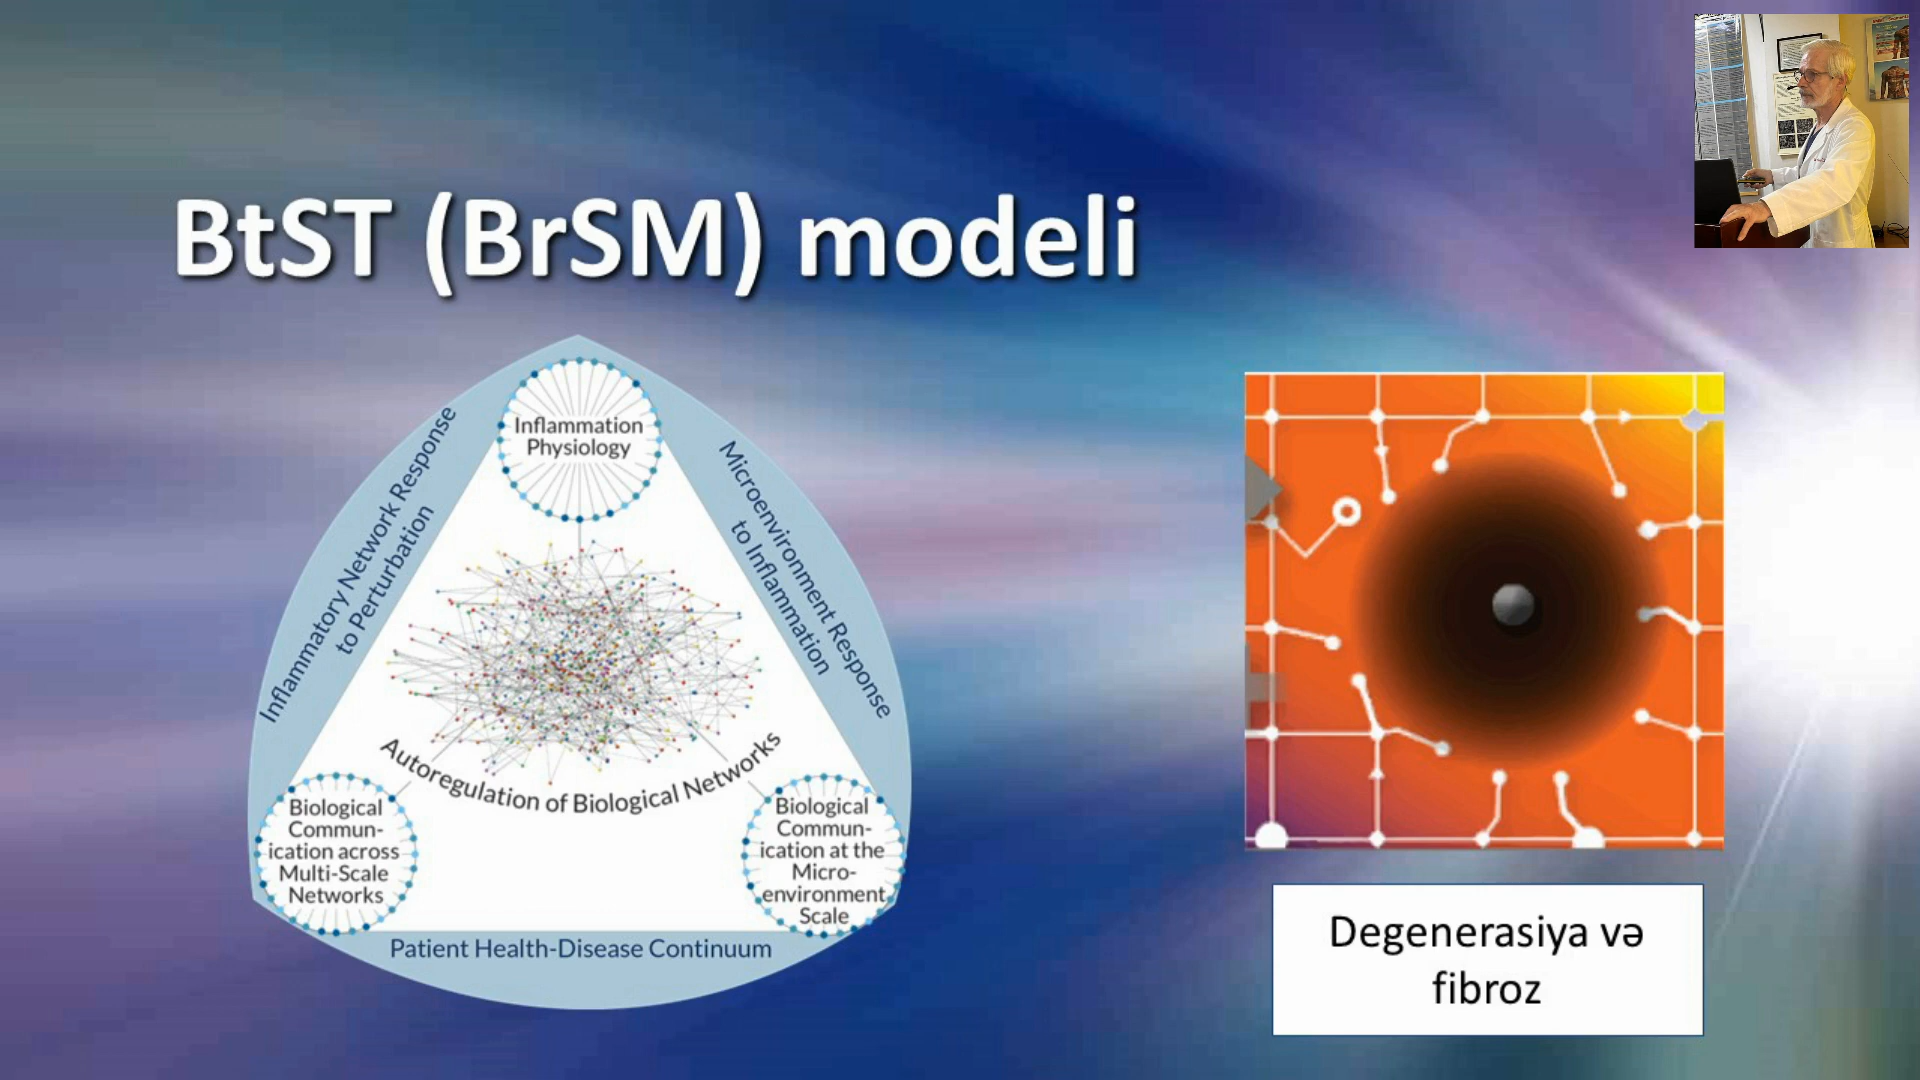 BtST (BrSM) modeli
Inflammation
Physiology
Inflammatory Network Response
to Perturbation
Microenvironment Response
to Inflammation
Autoregulation of Biological Networks
Biological
Commun-
ication across
Multi-Scale
Networks
Biological
Commun-
ication at the
Micro-
environment
Scale
Patient Health-Disease Continuum
Degenerasiya və
fibroz